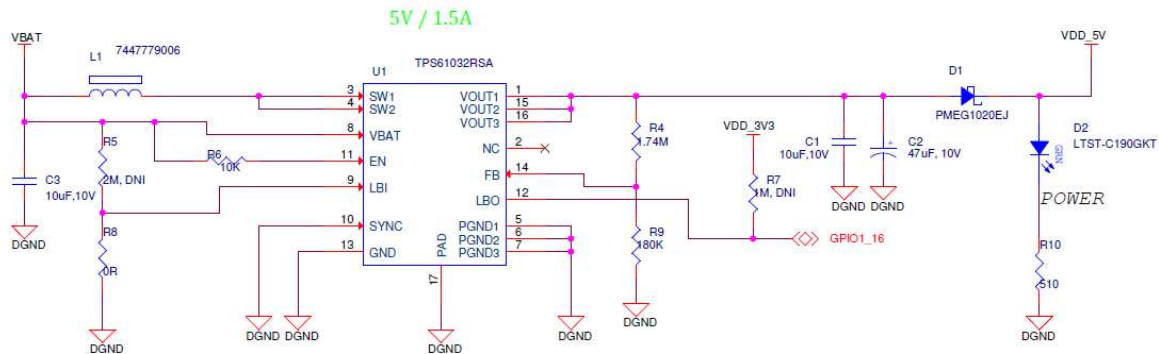 5V / 1.5A
VBAT
L1 7447779006
U1 TPS61032RSA
3 SW1
4 SW2
8 VBAT
11 EN
9 LBI
10 SYNC
13 GND
PAD
17
VOUT1 1
VOUT2 15
VOUT3 16
NC 2
FB 14
LBO 12
PGND1 5
PGND2 6
PGND3 7
R5
2M, DNI
R6
10K
C3
10uF,10V
DGND
R8
0R
DGND
DGND
DGND
DGND
DGND
R4
1.74M
R9
180K
DGND
VDD_3V3
R7
1M, DNI
GPIO1_16
C1
10uF,10V
DGND
C2
47uF, 10V
DGND
D1
PMEG1020EJ
VDD_5V
D2
LTST-C190GKT
GRN
POWER
R10
510
DGND